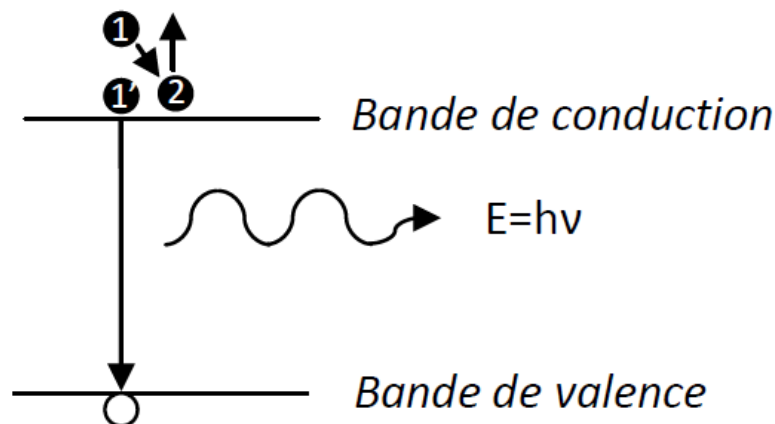 1
1’ 2
Bande de conduction
E=hν
Bande de valence